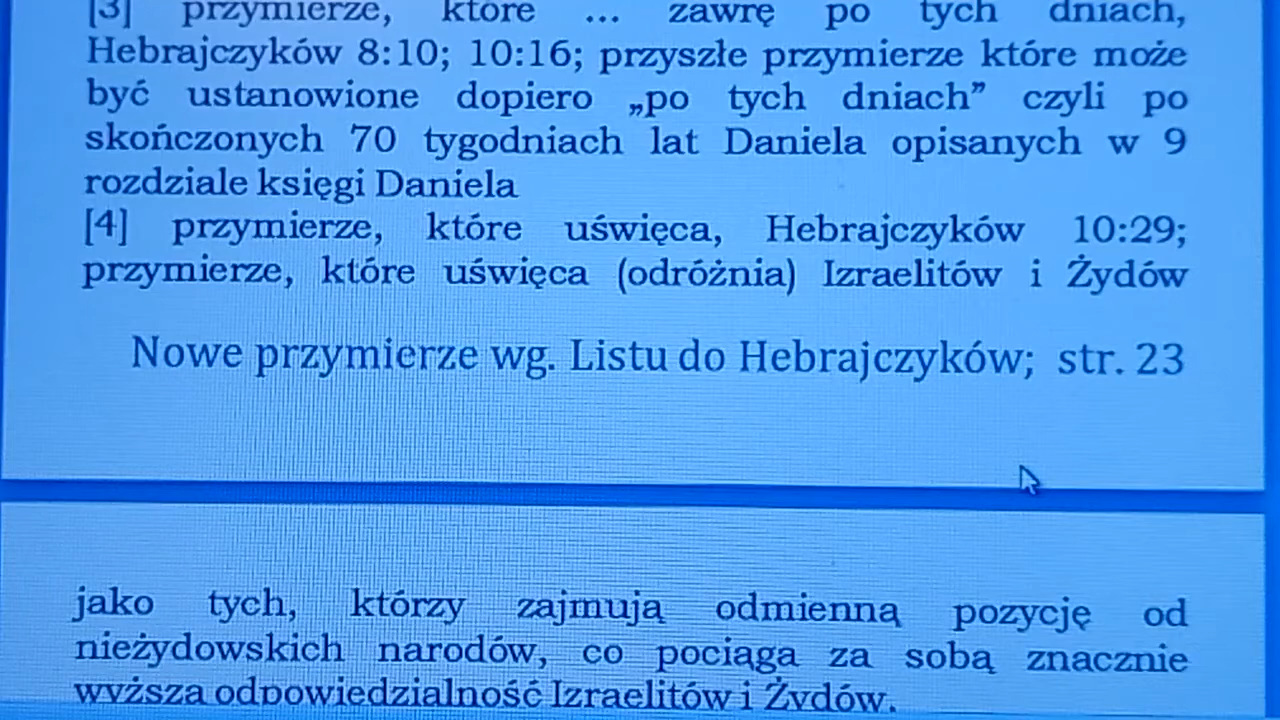 [3] przymierze, które ... zawrę po tych dniach,
Hebrajczyków 8:10; 10:16; przyszłe przymierze które może
być ustanowione dopiero „po tych dniach” czyli po
skończonych 70 tygodniach lat Daniela opisanych w 9
rozdziale księgi Daniela
[4] przymierze, które uświęca, Hebrajczyków 10:29;
przymierze, które uświęca (odróżnia) Izraelitów i Żydów
Nowe przymierze wg. Listu do Hebrajczyków; str. 23
jako tych, którzy zajmują odmienną pozycję od
nieżydowskich narodów, co pociąga za sobą znacznie
wyższą odpowiedzialność Izraelitów i Żydów.